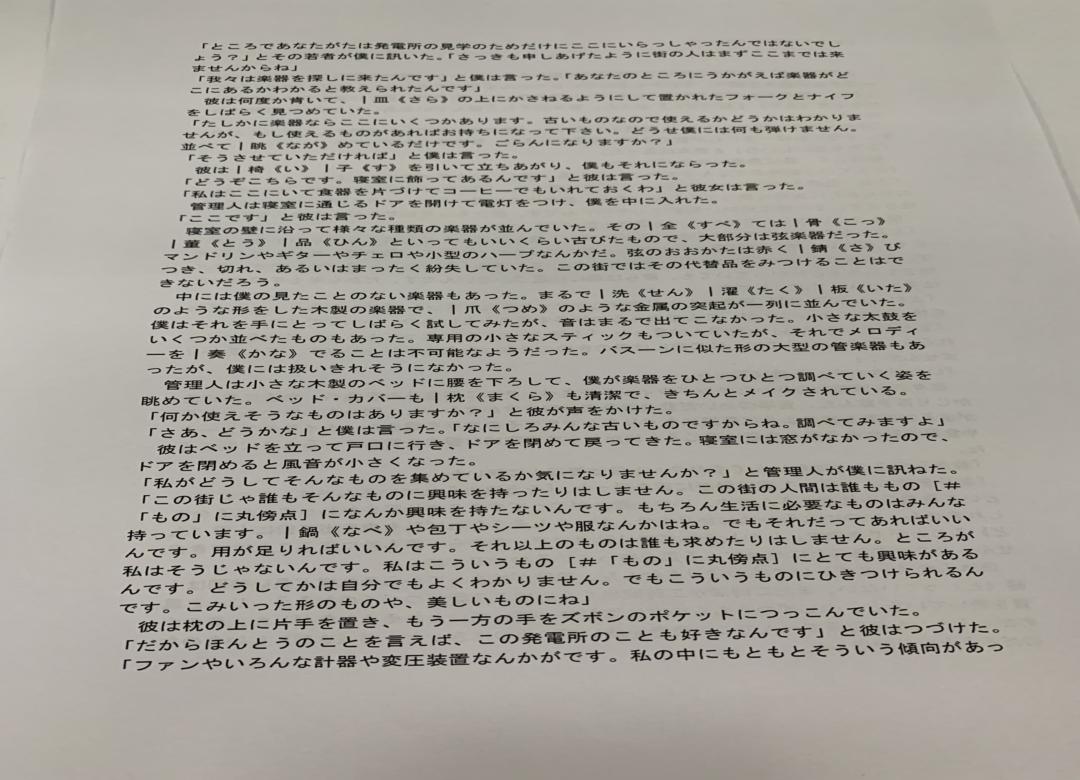 「ところであなたがたは発電所の見学のためだけにここにいらっしゃったんではないでし
ょう？」とその若者が僕に訊いた。「さっきも申しあげたように街の人はまずここまでは来
ませんからね」
「我々は楽器を探しに来たんです」と僕は言った。「あなたのところにうかがえば楽器がど
こにあるかわかると教えられたんです」
彼は何度か肯いて、｜皿《さら》の上にかさねるようにして置かれたフォークとナイフ
をしばらく見つめていた。
「たしかに楽器ならここにいくつかあります。古いものなので使えるかどうかはわかりま
せんが、もし使えるものがあればお持ちになって下さい。どうせ僕には何も弾けません。
並べて｜眺《なが》めているだけです。ごらんになりますか？」
「そうさせていただければ」と僕は言った。
彼は｜椅《い》｜子《す》を引いて立ちあがり、僕もそれにならった。
「どうぞこちらです。寝室に飾ってあるんです」と彼は言った。
「私はここにいて食器を片づけてコーヒーでもいれておくわ」と彼女は言った。
管理人は寝室に通じるドアを開けて電灯をつけ、僕を中に入れた。
「ここです」と彼は言った。
寝室の壁に沿って様々な種類の楽器が並んでいた。その｜全《すべ》ては｜骨《こっ》
｜董《とう》｜品《ひん》といってもいいくらい古びたもので、大部分は弦楽器だった。
マンドリンやギターやチェロや小型のハープなんかだ。弦のおおかたは赤く｜錆《さ》び
つき、切れ、あるいはまったく紛失していた。この街ではその代替品をみつけることはで
きないだろう。
中には僕の見たことのない楽器もあった。まるで｜洗《せん》｜濯《たく》｜板《いた》
のような形をした木製の楽器で、｜爪《つめ》のような金属の突起が一列に並んでいた。
僕はそれを手にとってしばらく試してみたが、音はまるで出てこなかった。小さな太鼓を
いくつか並べたものもあった。専用の小さなスティックもついていたが、それでメロディ
ーを｜奏《かな》でることは不可能なようだった。バスーンに似た形の大型の管楽器もあ
ったが、僕には扱いきれそうになかった。
管理人は小さな木製のベッドに腰を下ろして、僕が楽器をひとつひとつ調べていく姿を
眺めていた。ベッド・カバーも｜枕《まくら》も清潔で、きちんとメイクされている。
「何か使えそうなものはありますか？」と彼が声をかけた。
「さあ、どうかな」と僕は言った。「なにしろみんな古いものですからね。調べてみますよ」
彼はベッドを立って戸口に行き、ドアを閉めて戻ってきた。寝室には窓がなかったので、
ドアを閉めると風音が小さくなった。
「私がどうしてそんなものを集めているか気になりませんか？」と管理人が僕に訊ねた。
「この街じゃ誰もそんなものに興味を持ったりはしません。この街の人間は誰ももの［＃
「もの」に丸傍点］になんか興味を持たないんです。もちろん生活に必要なものはみんな
持っています。｜鍋《なべ》や包丁やシーツや服なんかはね。でもそれだってあればいい
んです。用が足りればいいんです。それ以上のものは誰も求めたりはしません。ところが
私はそうじゃないんです。私はこういうもの［＃「もの」に丸傍点］にとても興味がある
んです。どうしてかは自分でもよくわかりません。でもこういうものにひきつけられるん
です。こみいった形のものや、美しいものにね」
彼は枕の上に片手を置き、もう一方の手をズボンのポケットにつっこんでいた。
「だからほんとうのことを言えば、この発電所のことも好きなんです」と彼はつづけた。
「ファンやいろんな計器や変圧装置なんかがです。私の中にもともとそういう傾向があっ